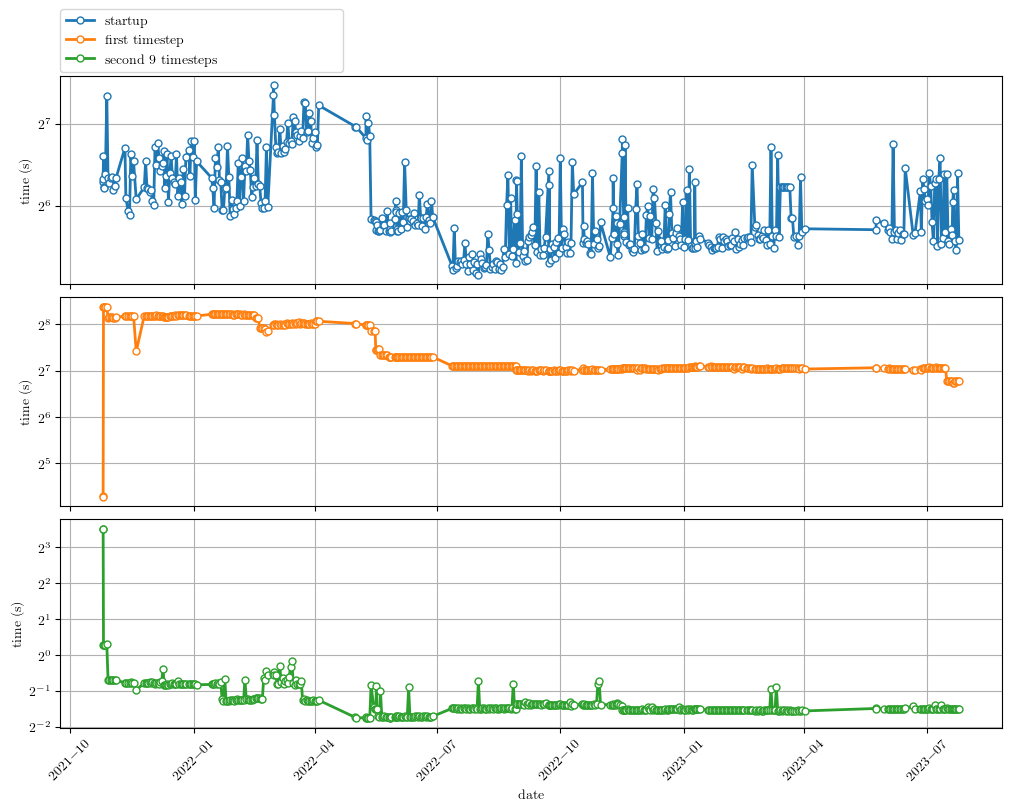 startup
first timestep
second 9 timesteps
2^7
2^6
time (s)
2^8
2^7
2^6
2^5
time (s)
2^3
2^2
2^1
2^0
2^−1
2^−2
time (s)
2021−10
2022−01
2022−04
2022−07
2022−10
2023−01
2023−04
2023−07
date